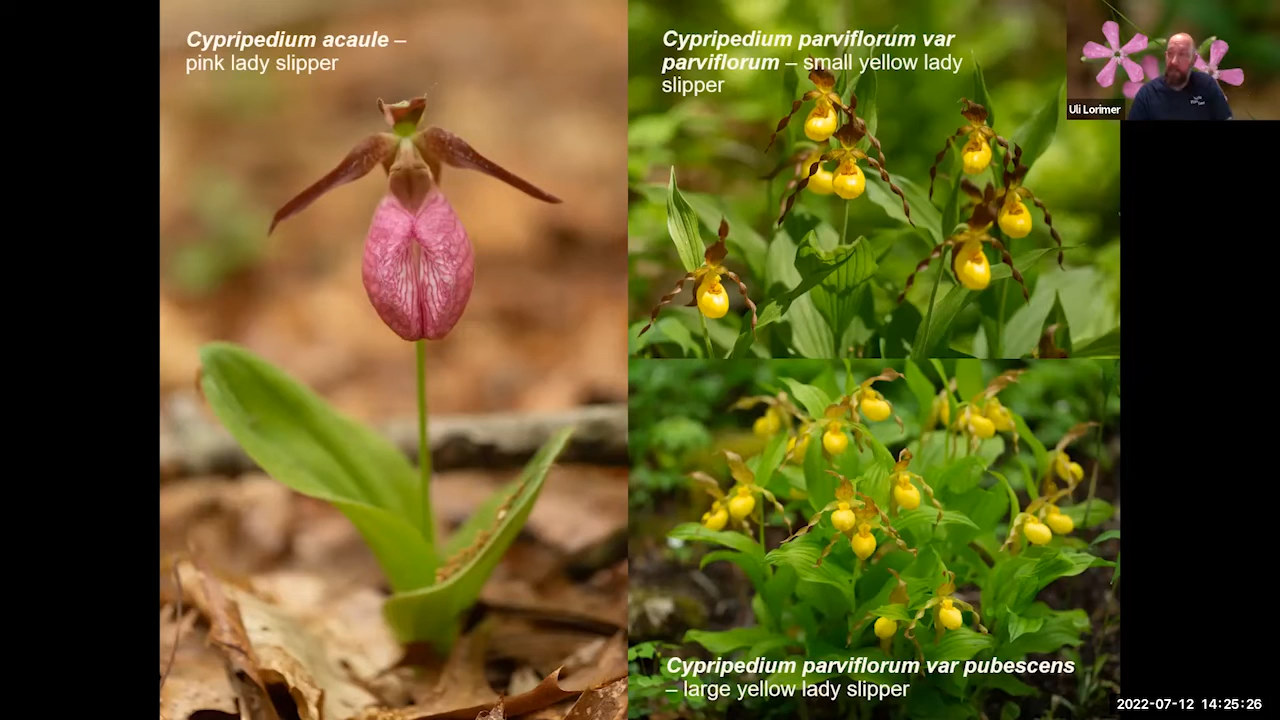 Cypripedium acaule –
pink lady slipper
Cypripedium parviflorum var
parviflorum – small yellow lady
slipper
Uli Lorimer
Cypripedium parviflorum var pubescens
– large yellow lady slipper
2022-07-12 14:25:26